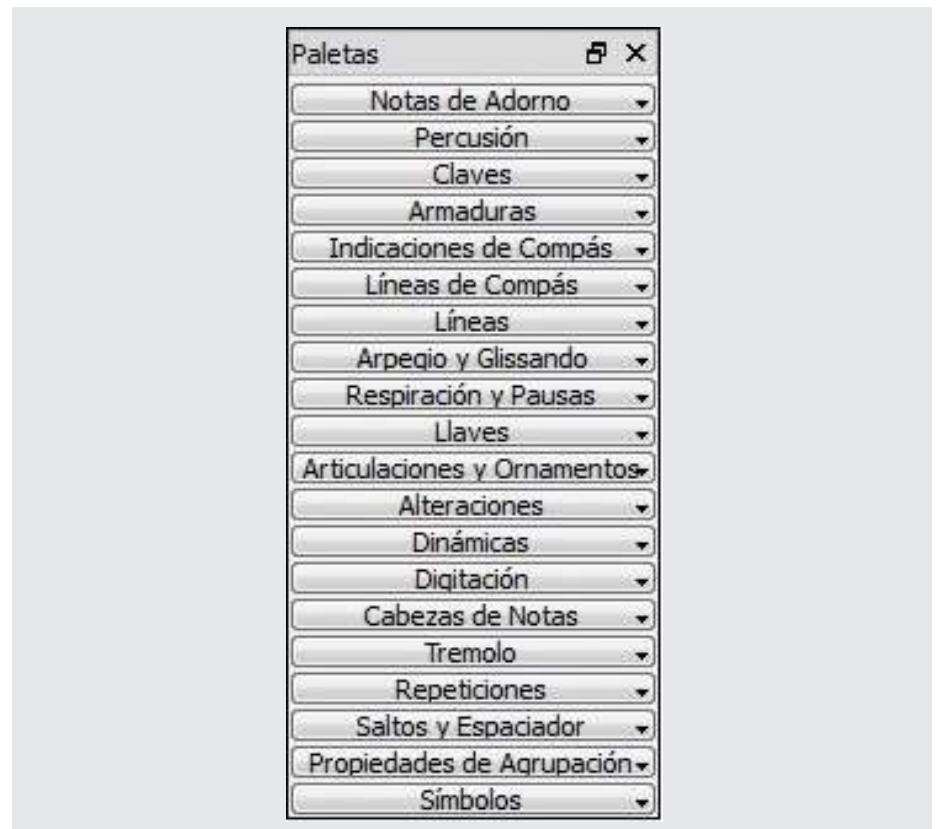 Paletas
Notas de Adorno
Percusión
Claves
Armaduras
Indicaciones de Compás
Líneas de Compás
Líneas
Arpegio y Glissando
Respiración y Pausas
Llaves
Articulaciones y Ornamentos
Alteraciones
Dinámicas
Digitación
Cabezas de Notas
Tremolo
Repeticiones
Saltos y Espaciador
Propiedades de Agrupación
Símbolos